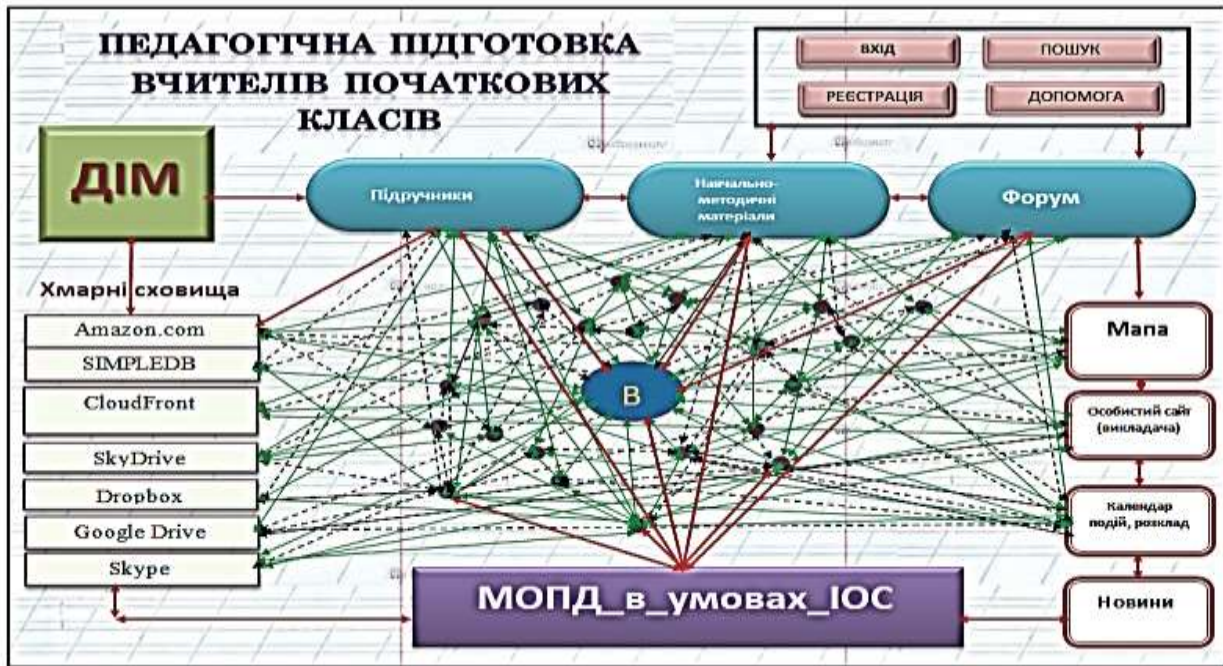 ПЕДАГОГІЧНА ПІДГОТОВКА
ВЧИТЕЛІВ ПОЧАТКОВИХ
КЛАСІВ
ВХІД
ПОШУК
РЕЄСТРАЦІЯ
ДОПОМОГА
ДІМ
Підручники
Навчально-
методичні
матеріали
Форум
Хмарні сховища
Amazon.com
SIMPLEDB
CloudFront
SkyDrive
Dropbox
Google Drive
Skype
В
Мапа
Особистий сайт
(викладача)
Календар
подій, розклад
Новини
МОПД_в_умовах_ІОС